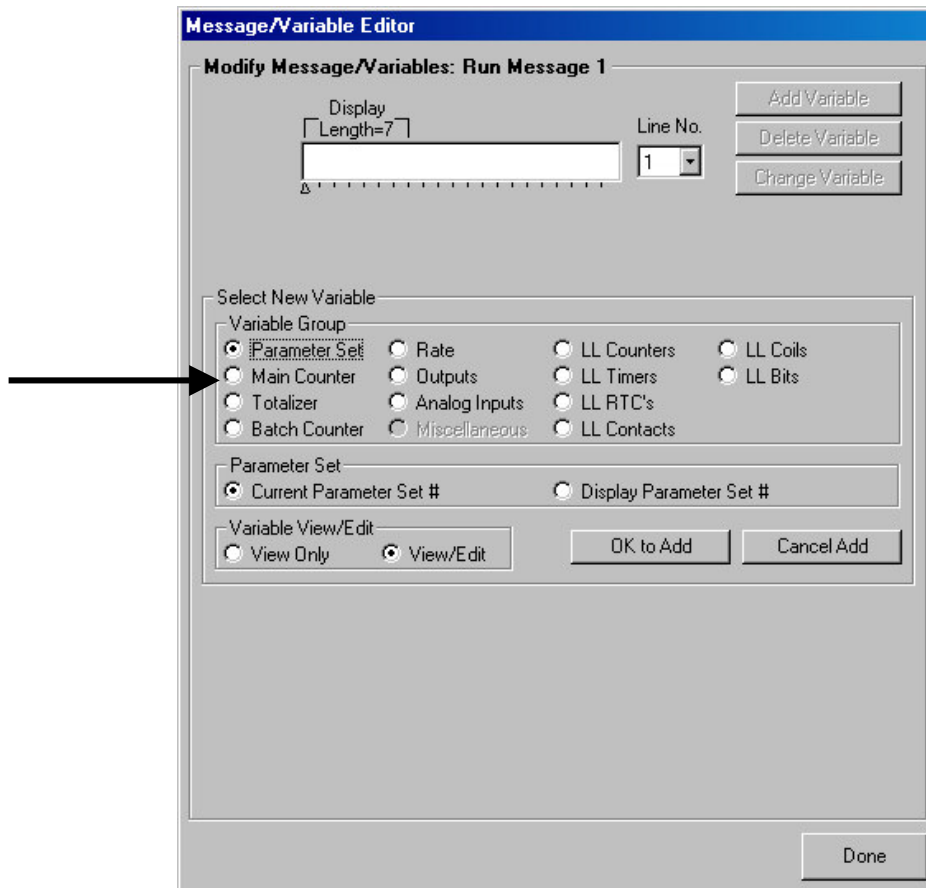 Message/Variable Editor
Modify Message/Variables: Run Message 1
Display
Length=7
Line No.
1
Add Variable
Delete Variable
Change Variable
Select New Variable
Variable Group
Parameter Set
Rate
LL Counters
LL Coils
Main Counter
Outputs
LL Timers
LL Bits
Totalizer
Analog Inputs
LL RTC's
Batch Counter
Miscellaneous
LL Contacts
Parameter Set
Current Parameter Set #
Display Parameter Set #
Variable View/Edit
View Only
View/Edit
OK to Add
Cancel Add
Done